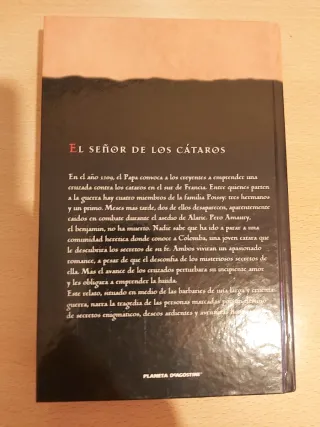 EL SEÑOR DE LOS CÁTAROS
En el año 1209, el Papa convoca a los creyentes a emprender una
cruzada contra los cátaros en el sur de Francia. Entre quienes parten
a la guerra hay cuatro miembros de la familia Poissy: tres hermanos
y un primo. Meses mas tarde, dos de ellos desaparecen, aparentemente
caídos en combate durante el asedio de Alaric. Pero Amaury,
el benjamín, no ha muerto. Nadie sabe que ha ido a parar a una
comunidad herética donde conoce a Colomba, una joven cátara que
le descubrirá los secretos de su fe. Ambos vivirán un apasionado
romance, a pesar de que el desconfía de los misteriosos secretos de
ella. Mas el avance de los cruzados perturbara su incipiente amor
y les obligara a emprender la huida.
Este relato, situado en medio de las barbaries de una larga y cruenta
guerra, narra la tragedia de las personas marcadas por un
de secretos enigmáticos, deseos ardientes y
PLANETA DEAGOSTINI